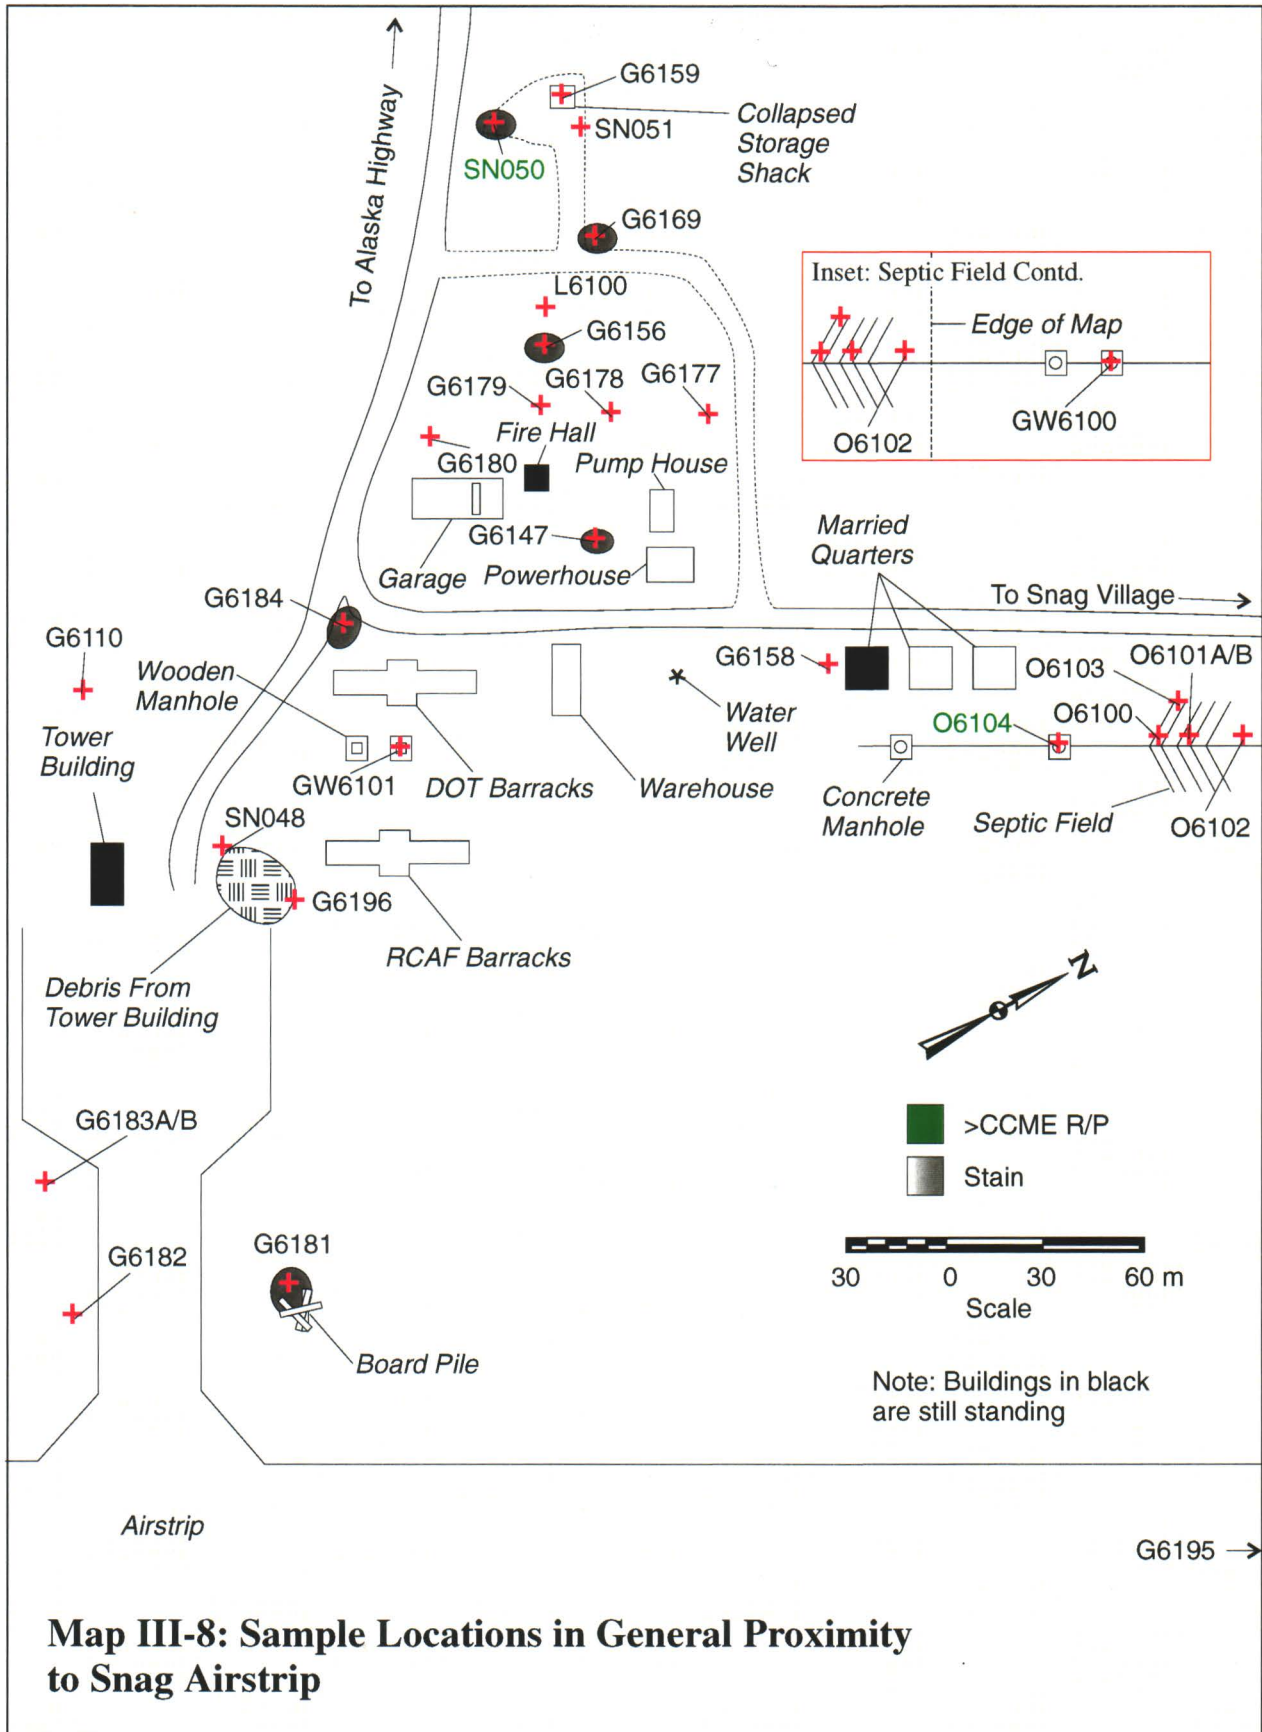 To Alaska Highway
G6159
SN051
Collapsed
Storage
Shack
SN050
G6169
L6100
G6156
G6179
G6178
G6177
Fire Hall
G6180
Pump House
G6147
Garage
Powerhouse
Inset: Septic Field Contd.
Edge of Map
GW6100
O6102
Married
Quarters
To Snag Village
G6184
G6110
Wooden
Manhole
Tower
Building
GW6101
DOT Barracks
Warehouse
G6158
Water
Well
O6103
O6101A/B
O6104
O6100
Concrete
Manhole
Septic Field
O6102
SN048
G6196
RCAF Barracks
Debris From
Tower Building
N
G6183A/B
G6182
G6181
Board Pile
>CCME R/P
Stain
30 0 30 60 m
Scale
Note: Buildings in black
are still standing
Airstrip
G6195
Map III-8: Sample Locations in General Proximity
to Snag Airstrip